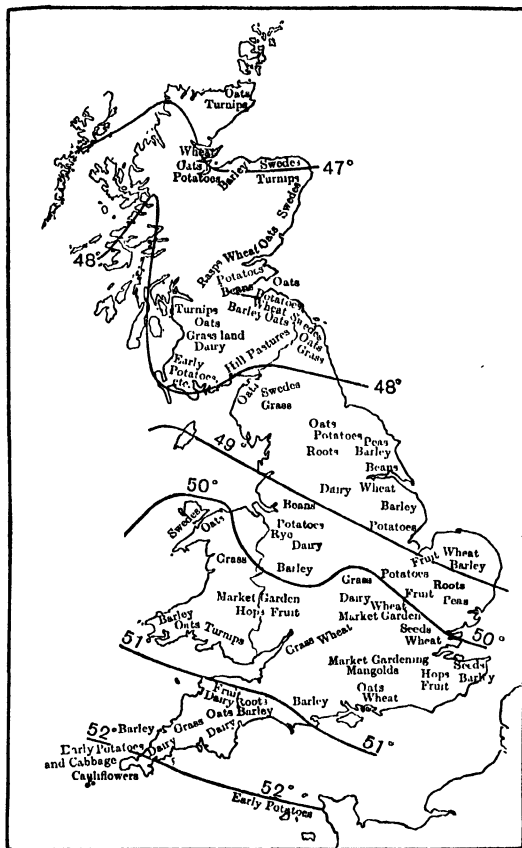 Oats
Turnips
Wheat
Oats
Potatoes
Barley
Swedes
Turnips
47°
Swedes
48°
Rasps
Wheat
Oats
Potatoes
Beans
Oats
Potatoes
Wheat Swedes
Barley Oats
Oats
Grass
Turnips
Oats
Grass land
Dairy
Hill Pastures
Early
Potatoes
etc.
48°
Oats
Swedes
Grass
49
Oats
Potatoes
Roots
Peas
Barley
Beans
Dairy
Wheat
Barley
Potatoes
50°
Swedes
Oats
Beans
Potatoes
Rye
Dairy
Barley
Grass
Fruit
Wheat
Barley
Grass
Potatoes
Roots
Fruit
Peas
Dairy
Wheat
Market Garden
Seeds
Wheat
50°
Market Garden
Hops Fruit
Barley
Oats Turnips
Grass Wheat
51
Market Gardening
Mangolds
Hops
Fruit
Seeds
Barley
Oats
Wheat
Fruit
Dairy Roots
Oats Barley
Grass
Dairy
Barley
51°
52°
Barley
Early Potatoes
and Cabbage
Cauliflowers
Dairy
52°
Early Potatoes